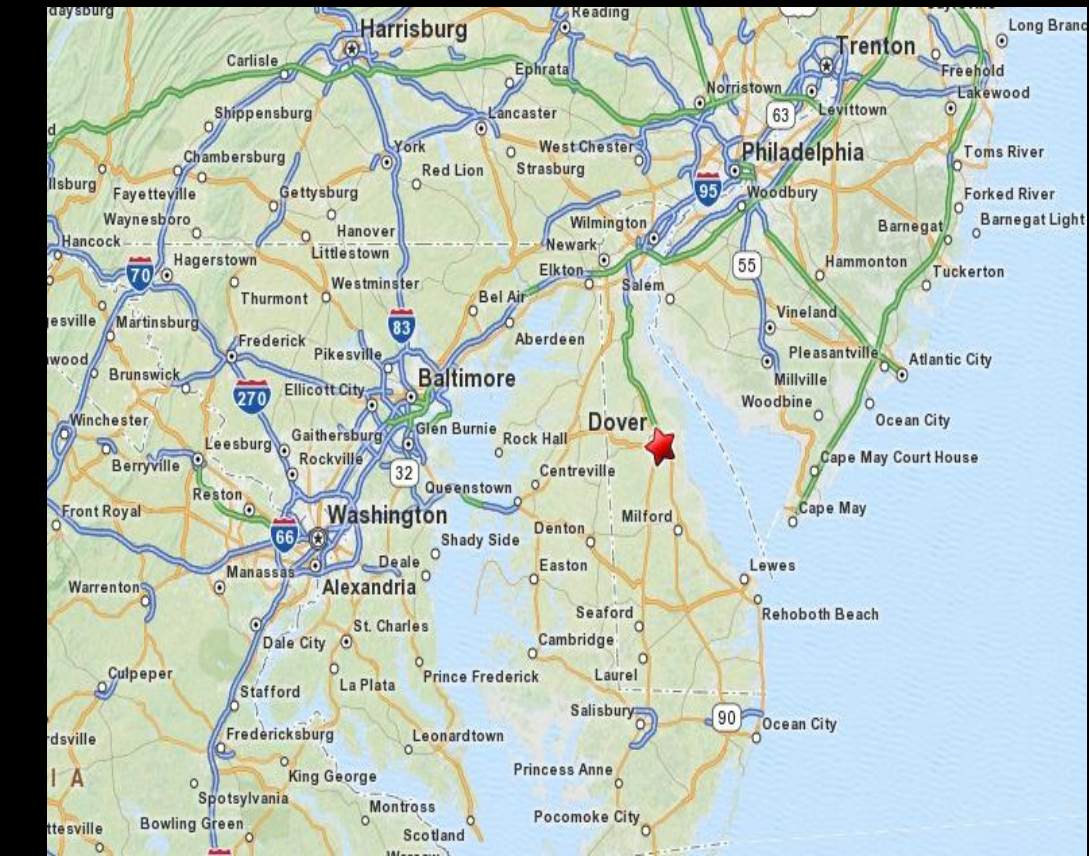 Harrisburg
Reading
Long Branc
Carlisle
Trenton
Ephrata
Freehold
Norristown
Lakewood
Shippensburg
Lancaster
63
Levittown
York
West Chester
Philadelphia
Toms River
Chambersburg
Red Lion
Strasburg
llsburg
Fayetteville
Gettysburg
95
Woodbury
Forked River
Waynesboro
Hanover
Wilmington
Barnegat Light
Barnegat
Hancock
Littlestown
Newark
Hagerstown
70
Elkton
55
Hammonton
Tuckerton
Westminster
Salem
Thurmont
Bel Air
Vineland
esville
Martinsburg
83
Aberdeen
Frederick
Pikesville
Pleasantville
Atlantic City
wood
Brunswick
Baltimore
Millville
270
Ellicott City
Woodbine
Winchester
Dover
Ocean City
Glen Burnie
Gaithersburg
Rock Hall
Leesburg
Rockville
Cape May Court House
Berryville
32
Centreville
Queenstown
Reston
Front Royal
Cape May
Washington
Milford
Denton
66
Shady Side
Deale
Easton
Lewes
Manassas
Warrenton
Alexandria
Seaford
Rehoboth Beach
St. Charles
Cambridge
Dale City
Culpeper
La Plata
Prince Frederick
Laurel
Stafford
Salisbury
90
Ocean City
rdsville
Fredericksburg
Leonardtown
I A
King George
Princess Anne
Spotsylvania
Montross
Pocomoke City
ttesville
Bowling Green
Scotland